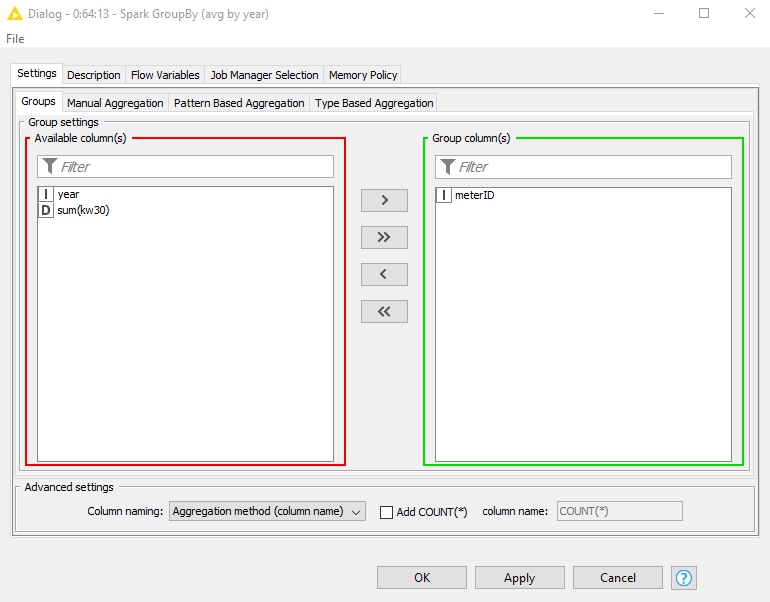 Dialog - 0:64:13 - Spark GroupBy (avg by year)
File
Settings Description Flow Variables Job Manager Selection Memory Policy
Groups Manual Aggregation Pattern Based Aggregation Type Based Aggregation
Group settings
Available column(s) Group column(s)
Filter Filter
I year I meterID
D sum(kw30)
>
>>
<
<<
Advanced settings
Column naming: Aggregation method (column name) Add COUNT(*) column name: COUNT(*)
OK Apply Cancel ?